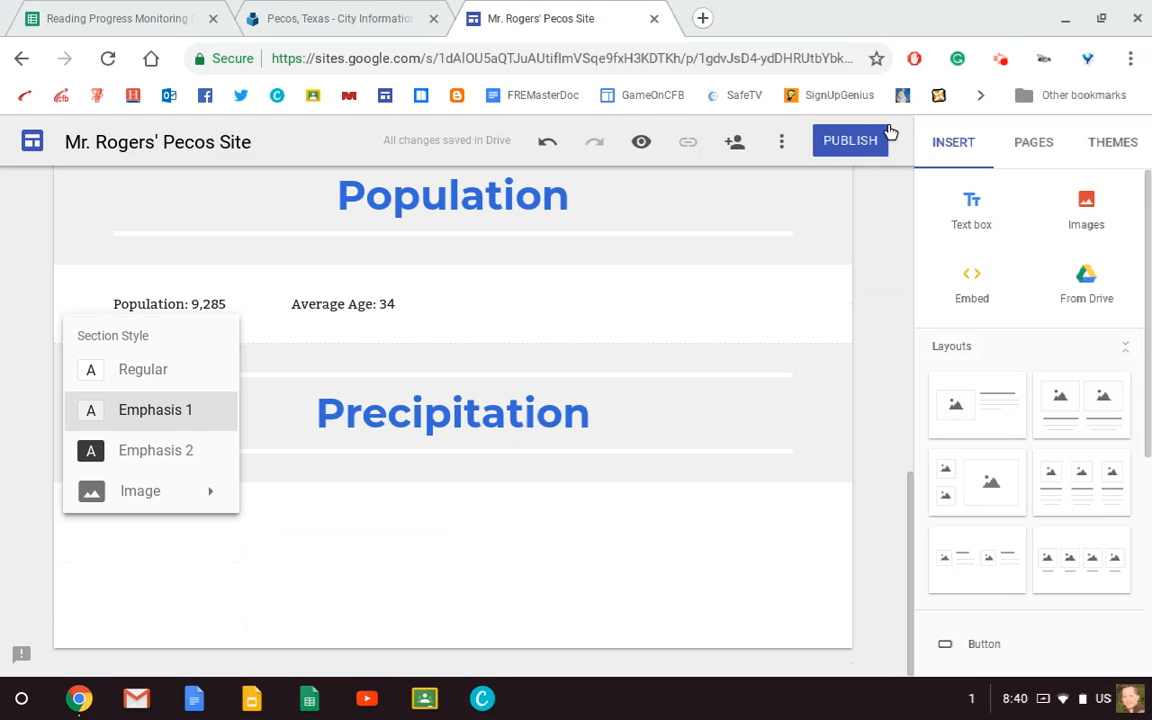 Reading Progress Monitoring
Pecos, Texas - City Information
Mr. Rogers' Pecos Site
Secure
https://sites.google.com/s/1dAlOU5aQTJuAUtifImVSqe9fxH3KDTKh/p/1gdvJsD4-ydDHRUtbYbk...
FREMasterDoc
GameOnCFB
SafeTV
SignUpGenius
Other bookmarks
Mr. Rogers' Pecos Site
All changes saved in Drive
PUBLISH
INSERT
PAGES
THEMES
Population
Tт
Text box
Images
Embed
From Drive
Population: 9,285
Average Age: 34
Section Style
A Regular
A Emphasis 1
A Emphasis 2
Image
Precipitation
Layouts
Button
1
8:40
US